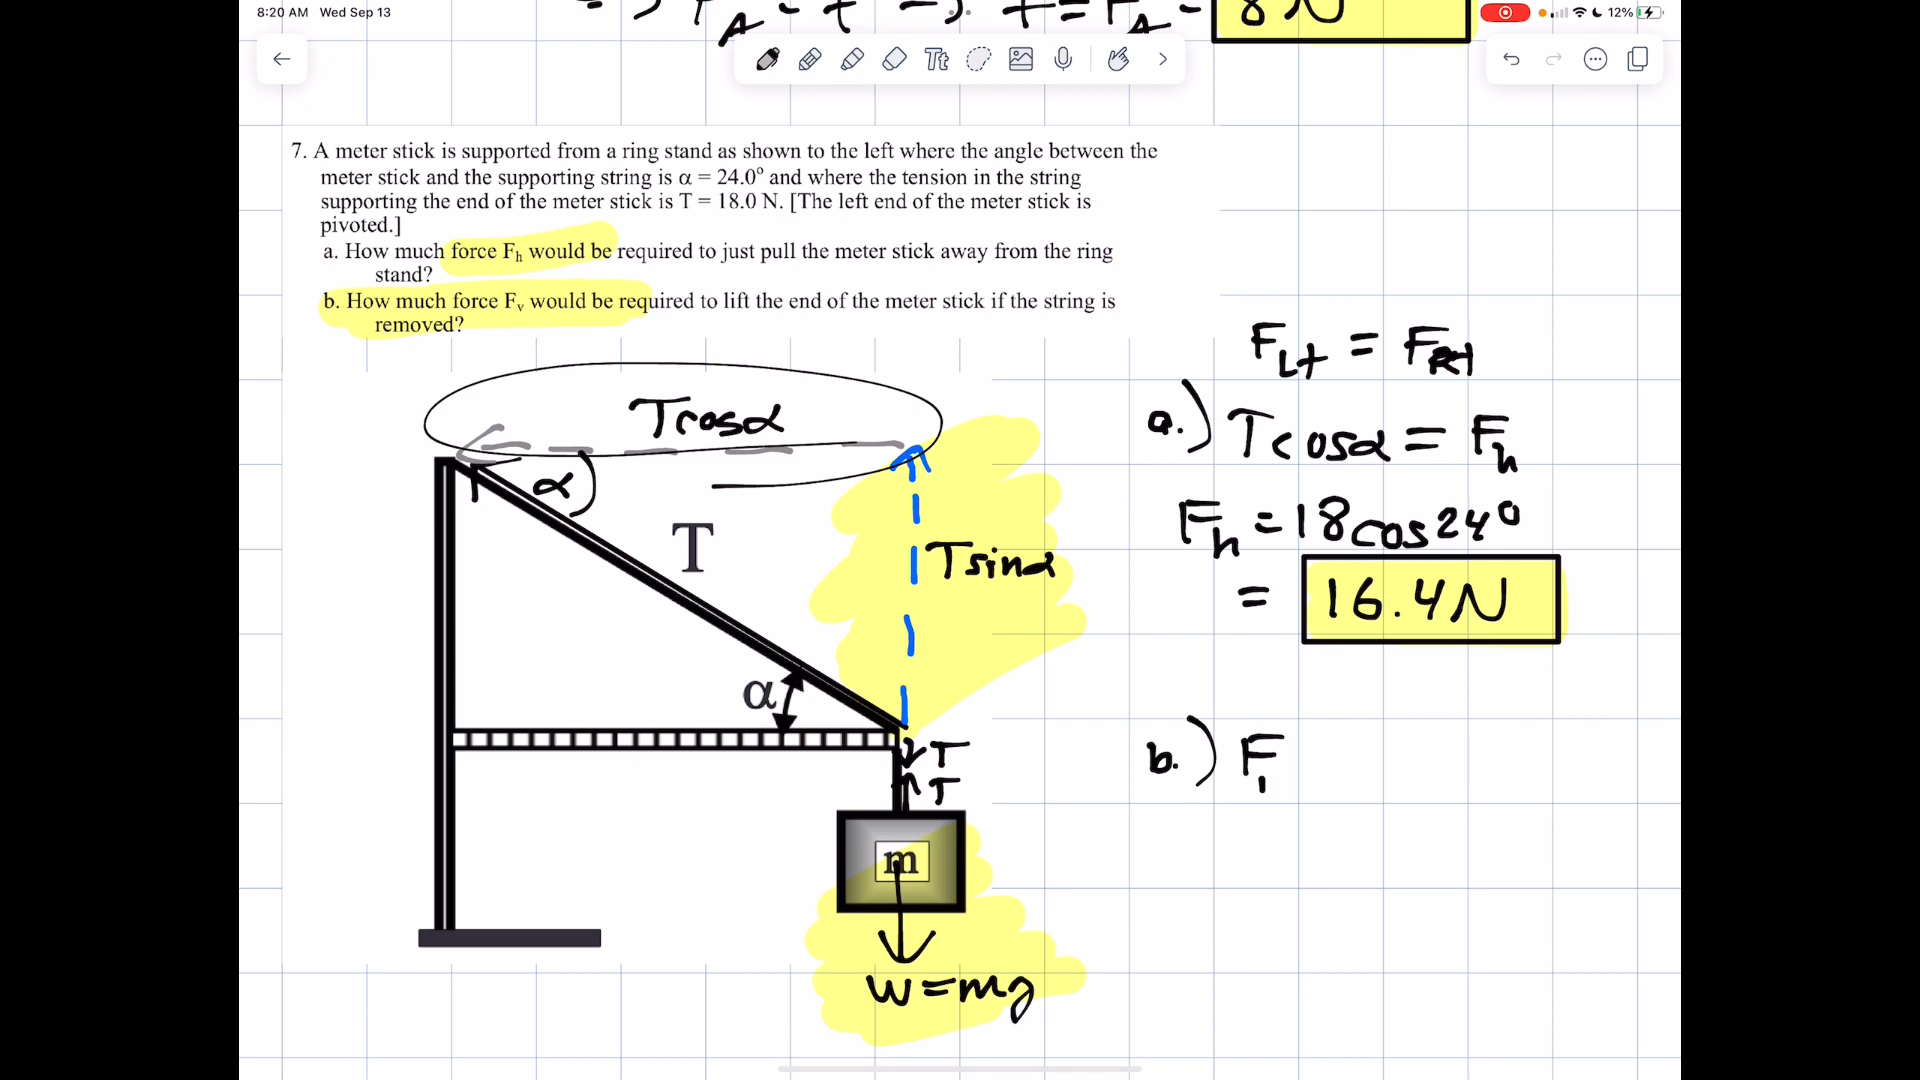 8:20 AM Wed Sep 13
12%
8 N
Tt
7. A meter stick is supported from a ring stand as shown to the left where the angle between the
meter stick and the supporting string is α = 24.0° and where the tension in the string
supporting the end of the meter stick is T = 18.0 N. [The left end of the meter stick is
pivoted.]
a. How much force Fh would be required to just pull the meter stick away from the ring
stand?
b. How much force Fv would be required to lift the end of the meter stick if the string is
removed?
Tcosα
α
T
Tsinα
α
T
T
m
w=mg
FLt = FRt
a.) Tcosα = Fh
Fh = 18cos24°
= 16.4N
b.) F